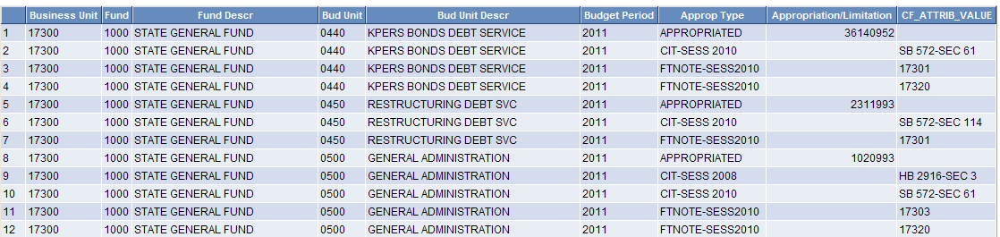 Business Unit Fund Fund Descr Bud Unit Bud Unit Descr Budget Period Approp Type Appropriation/Limitation CF_ATTRIB_VALUE
1 17300 1000 STATE GENERAL FUND 0440 KPERS BONDS DEBT SERVICE 2011 APPROPRIATED 36140952
2 17300 1000 STATE GENERAL FUND 0440 KPERS BONDS DEBT SERVICE 2011 CIT-SESS 2010 SB 572-SEC 61
3 17300 1000 STATE GENERAL FUND 0440 KPERS BONDS DEBT SERVICE 2011 FTNOTE-SESS2010 17301
4 17300 1000 STATE GENERAL FUND 0440 KPERS BONDS DEBT SERVICE 2011 FTNOTE-SESS2010 17320
5 17300 1000 STATE GENERAL FUND 0450 RESTRUCTURING DEBT SVC 2011 APPROPRIATED 2311993
6 17300 1000 STATE GENERAL FUND 0450 RESTRUCTURING DEBT SVC 2011 CIT-SESS 2010 SB 572-SEC 114
7 17300 1000 STATE GENERAL FUND 0450 RESTRUCTURING DEBT SVC 2011 FTNOTE-SESS2010 17301
8 17300 1000 STATE GENERAL FUND 0500 GENERAL ADMINISTRATION 2011 APPROPRIATED 1020993
9 17300 1000 STATE GENERAL FUND 0500 GENERAL ADMINISTRATION 2011 CIT-SESS 2008 HB 2916-SEC 3
10 17300 1000 STATE GENERAL FUND 0500 GENERAL ADMINISTRATION 2011 CIT-SESS 2010 SB 572-SEC 61
11 17300 1000 STATE GENERAL FUND 0500 GENERAL ADMINISTRATION 2011 FTNOTE-SESS2010 17303
12 17300 1000 STATE GENERAL FUND 0500 GENERAL ADMINISTRATION 2011 FTNOTE-SESS2010 17320